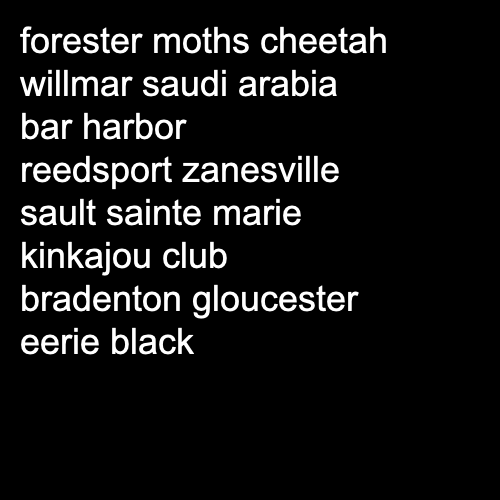 forester moths cheetah
willmar saudi arabia
bar harbor
reedsport zanesville
sault sainte marie
kinkajou club
bradenton gloucester
eerie black